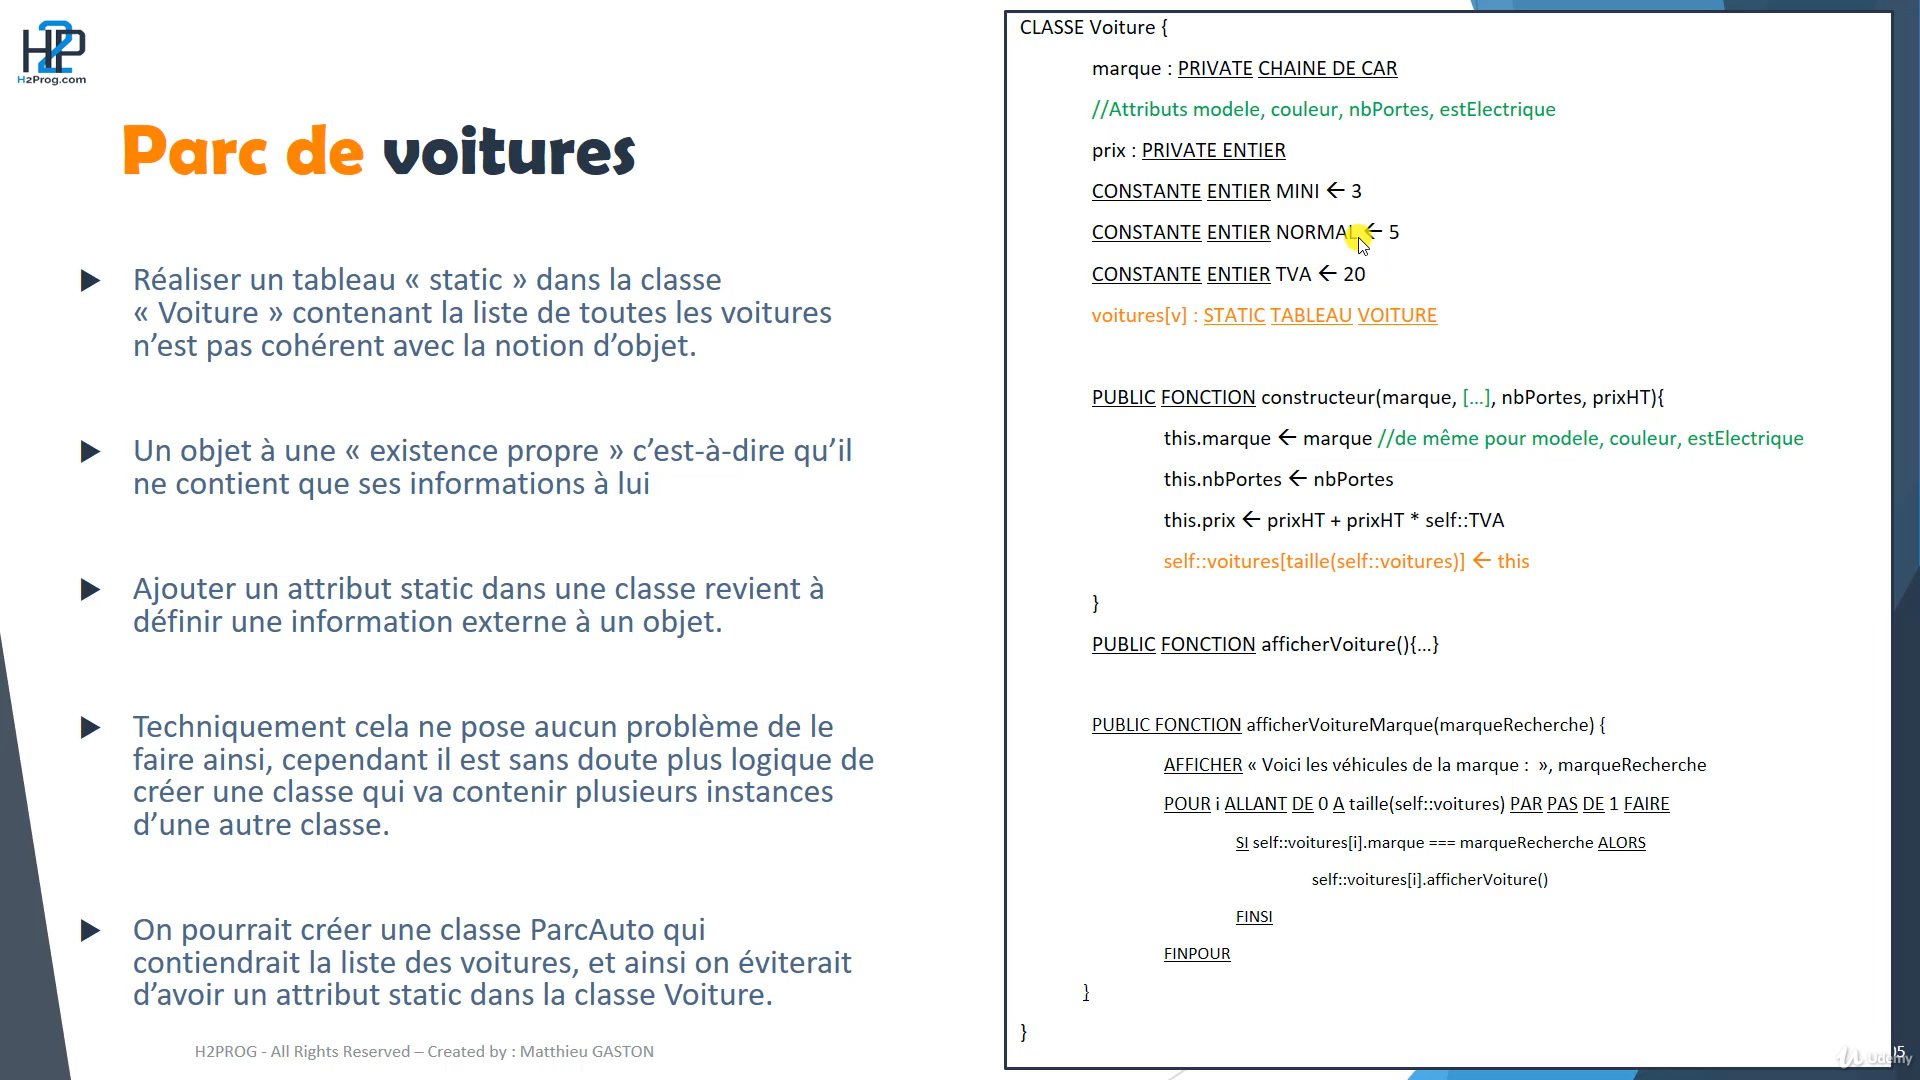 H2P
H2Prog.com
Parc de voitures
Réaliser un tableau « static » dans la classe
« Voiture » contenant la liste de toutes les voitures
n’est pas cohérent avec la notion d’objet.
Un objet à une « existence propre » c’est-à-dire qu’il
ne contient que ses informations à lui
Ajouter un attribut static dans une classe revient à
définir une information externe à un objet.
Techniquement cela ne pose aucun problème de le
faire ainsi, cependant il est sans doute plus logique de
créer une classe qui va contenir plusieurs instances
d’une autre classe.
On pourrait créer une classe ParcAuto qui
contiendrait la liste des voitures, et ainsi on éviterait
d’avoir un attribut static dans la classe Voiture.
H2PROG - All Rights Reserved – Created by : Matthieu GASTON
CLASSE Voiture {
marque : PRIVATE CHAINE DE CAR
//Attributs modele, couleur, nbPortes, estElectrique
prix : PRIVATE ENTIER
CONSTANTE ENTIER MINI ← 3
CONSTANTE ENTIER NORMAL ← 5
CONSTANTE ENTIER TVA ← 20
voitures[v] : STATIC TABLEAU VOITURE
PUBLIC FONCTION constructeur(marque, [...], nbPortes, prixHT){
this.marque ← marque //de même pour modele, couleur, estElectrique
this.nbPortes ← nbPortes
this.prix ← prixHT + prixHT * self::TVA
self::voitures[taille(self::voitures)] ← this
}
PUBLIC FONCTION afficherVoiture(){...}
PUBLIC FONCTION afficherVoitureMarque(marqueRecherche) {
AFFICHER « Voici les véhicules de la marque :  », marqueRecherche
POUR i ALLANT DE 0 A taille(self::voitures) PAR PAS DE 1 FAIRE
SI self::voitures[i].marque === marqueRecherche ALORS
self::voitures[i].afficherVoiture()
FINSI
FINPOUR
}
}
Udemy